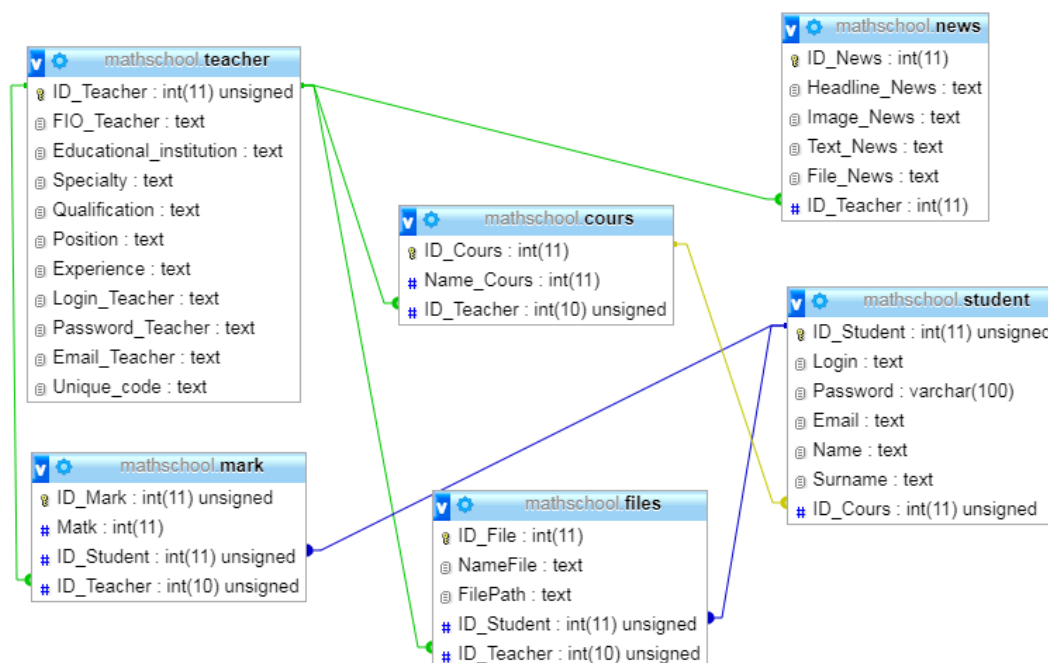 mathschool.teacher
ID_Teacher : int(11) unsigned
FIO_Teacher : text
Educational_institution : text
Specialty : text
Qualification : text
Position : text
Experience : text
Login_Teacher : text
Password_Teacher : text
Email_Teacher : text
Unique_code : text
mathschool.news
ID_News : int(11)
Headline_News : text
Image_News : text
Text_News : text
File_News : text
ID_Teacher : int(11)
mathschool.cours
ID_Cours : int(11)
Name_Cours : int(11)
ID_Teacher : int(10) unsigned
mathschool.student
ID_Student : int(11) unsigned
Login : text
Password : varchar(100)
Email : text
Name : text
Surname : text
ID_Cours : int(11) unsigned
mathschool.mark
ID_Mark : int(11) unsigned
Matk : int(11)
ID_Student : int(11) unsigned
ID_Teacher : int(10) unsigned
mathschool.files
ID_File : int(11)
NameFile : text
FilePath : text
ID_Student : int(11) unsigned
ID_Teacher : int(10) unsigned